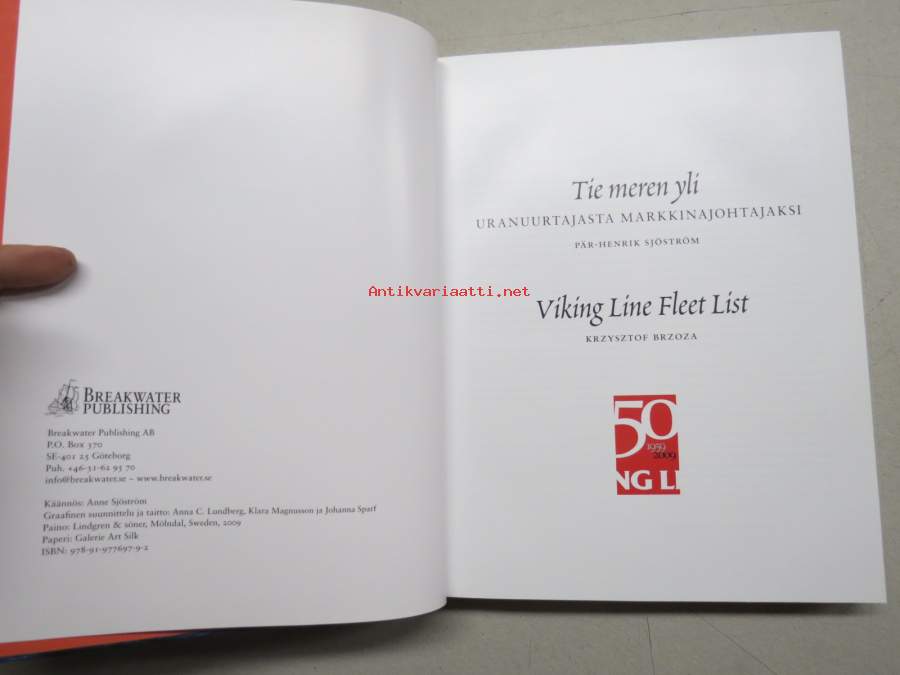 BREAKWATER
PUBLISHING
Breakwater Publishing AB
P.O. Box 370
SE-401 25 Göteborg
Puh. +46-31-62 95 70
info@breakwater.se – www.breakwater.se
Käännös: Anne Sjöström
Graafinen suunnittelu ja taitto: Anna C. Lundberg, Klara Magnusson ja Johanna Sparf
Paino: Lindgren & söner, Mölndal, Sweden, 2009
Paperi: Galerie Art Silk
ISBN: 978-91-977697-9-2
Tie meren yli
URANUURTAJASTA MARKKINAJOHTAJAKSI
PÄR-HENRIK SJÖSTRÖM
Antikvariaatti.net
Viking Line Fleet List
KRZYSZTOF BRZOZA
50
1959
2009
NG LI